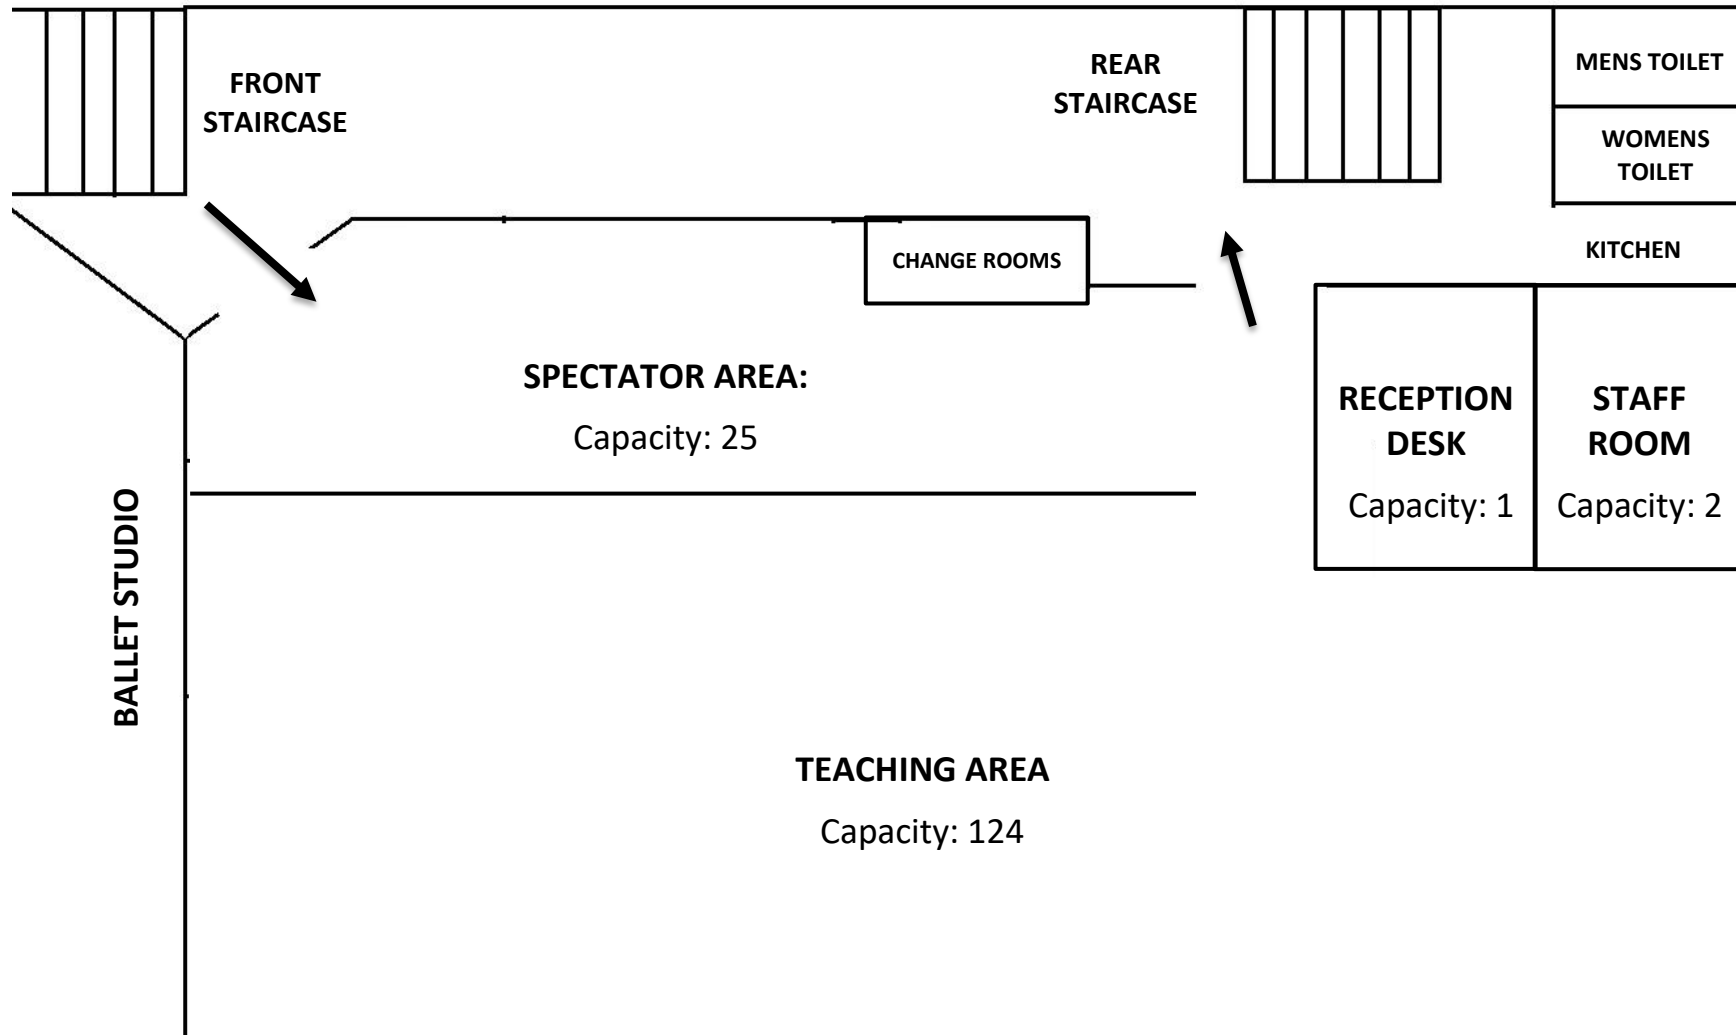 FRONT
STAIRCASE
REAR
STAIRCASE
MENS TOILET
WOMENS
TOILET
KITCHEN
CHANGE ROOMS
SPECTATOR AREA:
Capacity: 25
RECEPTION
DESK
Capacity: 1
STAFF
ROOM
Capacity: 2
BALLET STUDIO
TEACHING AREA
Capacity: 124